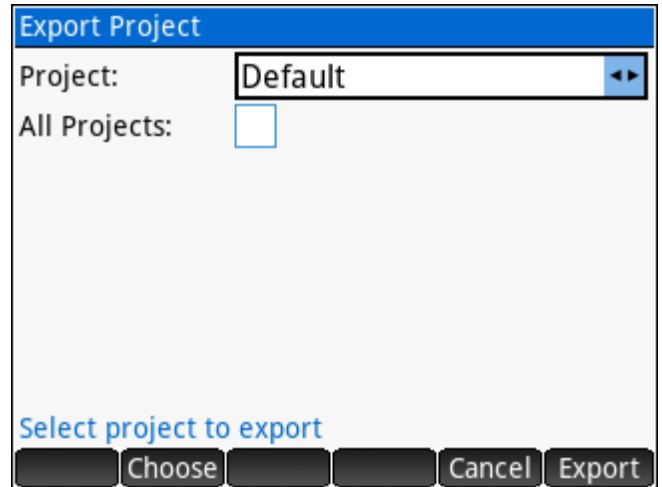 Export Project
Project: Default
All Projects:
Select project to export
Choose Cancel Export